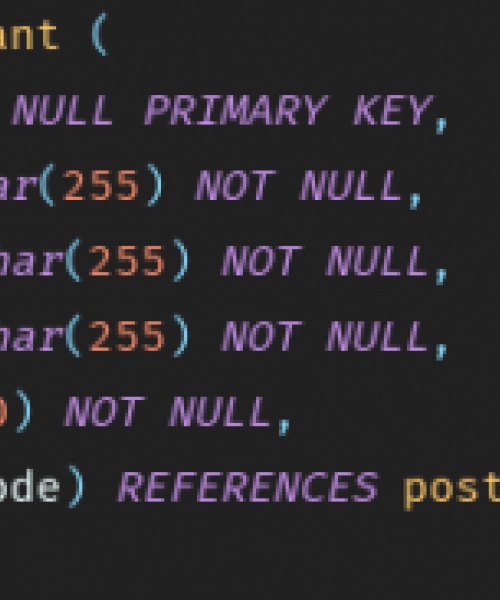 ant (
NULL PRIMARY KEY,
ar(255) NOT NULL,
har(255) NOT NULL,
har(255) NOT NULL,
0) NOT NULL,
ode) REFERENCES post